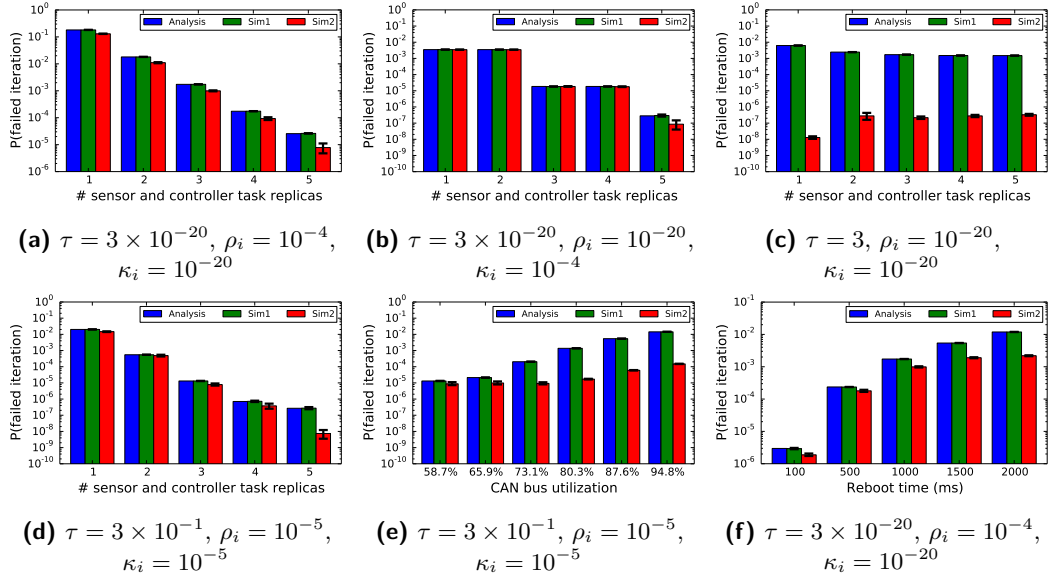 Analysis Sim1 Sim2
P(failed iteration)
10^0
10^-1
10^-2
10^-3
10^-4
10^-5
10^-6
1 2 3 4 5
# sensor and controller task replicas
(a) τ = 3 × 10^-20, ρ_i = 10^-4,
κ_i = 10^-20
Analysis Sim1 Sim2
P(failed iteration)
10^0
10^-1
10^-2
10^-3
10^-4
10^-5
10^-6
10^-7
10^-8
10^-9
10^-10
1 2 3 4 5
# sensor and controller task replicas
(b) τ = 3 × 10^-20, ρ_i = 10^-20,
κ_i = 10^-4
Analysis Sim1 Sim2
P(failed iteration)
10^0
10^-1
10^-2
10^-3
10^-4
10^-5
10^-6
10^-7
10^-8
10^-9
10^-10
1 2 3 4 5
# sensor and controller task replicas
(c) τ = 3, ρ_i = 10^-20,
κ_i = 10^-20
Analysis Sim1 Sim2
P(failed iteration)
10^0
10^-1
10^-2
10^-3
10^-4
10^-5
10^-6
10^-7
10^-8
10^-9
10^-10
1 2 3 4 5
# sensor and controller task replicas
(d) τ = 3 × 10^-1, ρ_i = 10^-5,
κ_i = 10^-5
Analysis Sim1 Sim2
P(failed iteration)
10^0
10^-1
10^-2
10^-3
10^-4
10^-5
10^-6
10^-7
10^-8
10^-9
10^-10
58.7% 65.9% 73.1% 80.3% 87.6% 94.8%
CAN bus utilization
(e) τ = 3 × 10^-1, ρ_i = 10^-5,
κ_i = 10^-5
Analysis Sim1 Sim2
P(failed iteration)
10^-1
10^-2
10^-3
10^-4
10^-5
10^-6
100 500 1000 1500 2000
Reboot time (ms)
(f) τ = 3 × 10^-20, ρ_i = 10^-4,
κ_i = 10^-20